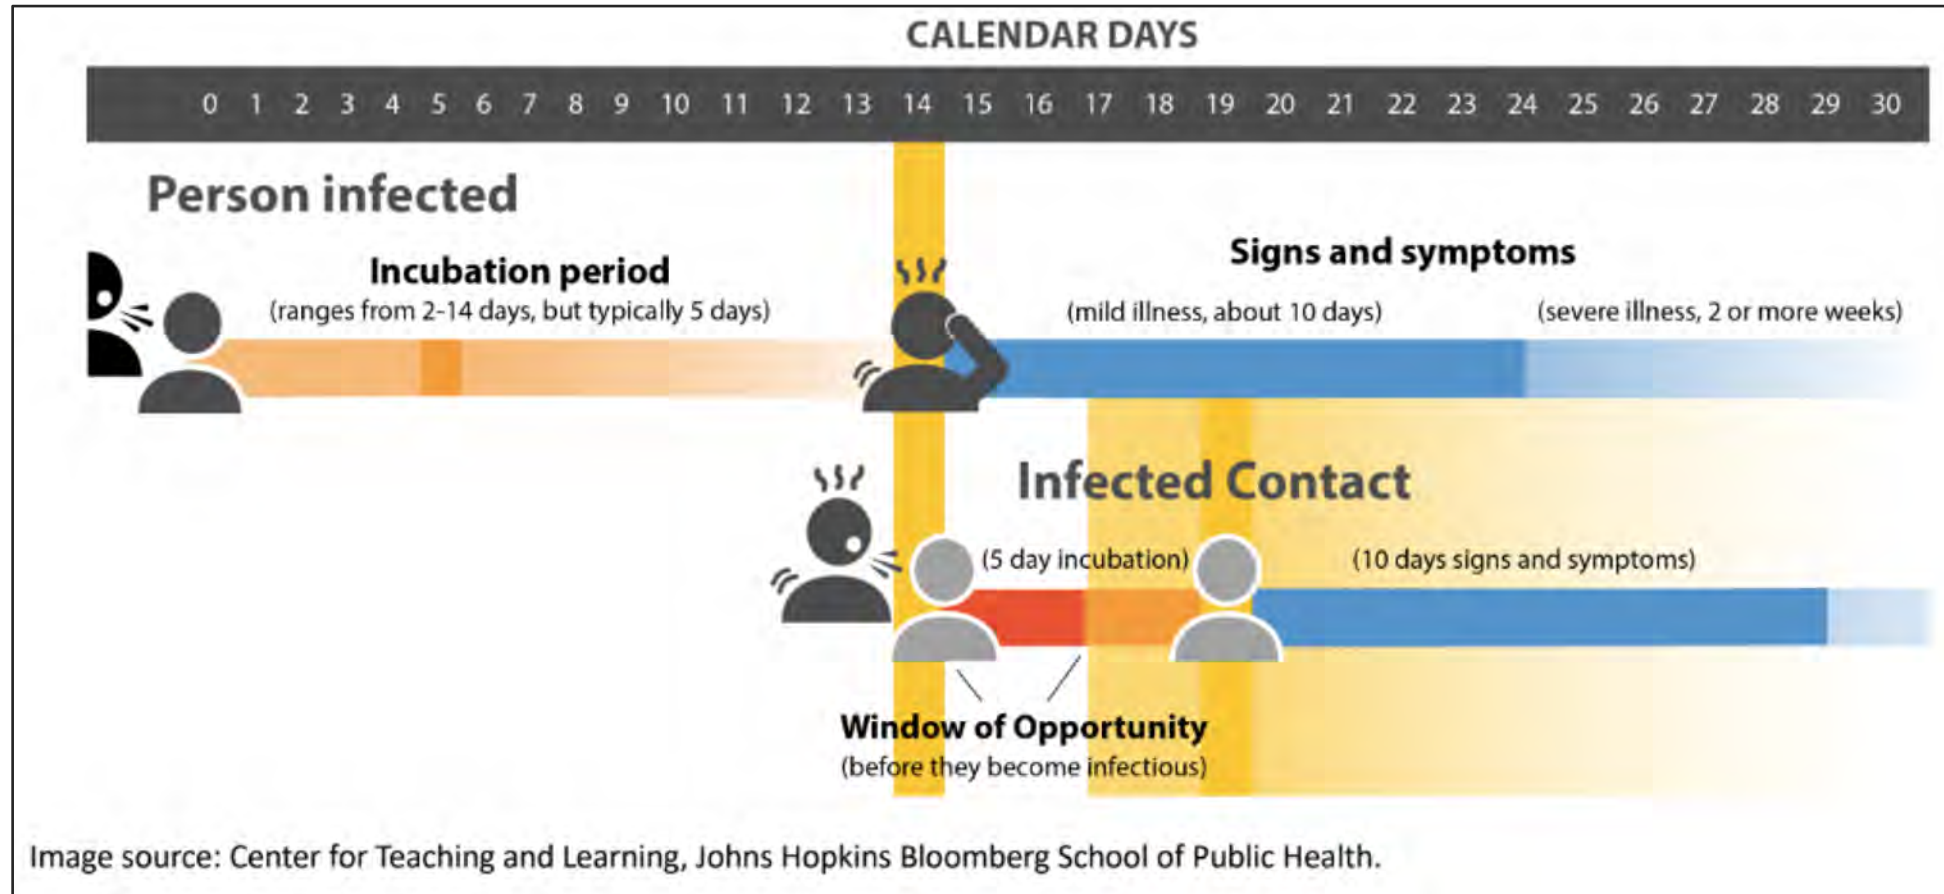 CALENDAR DAYS
0 1 2 3 4 5 6 7 8 9 10 11 12 13 14 15 16 17 18 19 20 21 22 23 24 25 26 27 28 29 30
Person infected
Incubation period
(ranges from 2-14 days, but typically 5 days)
Signs and symptoms
(mild illness, about 10 days)
(severe illness, 2 or more weeks)
Infected Contact
(5 day incubation)
(10 days signs and symptoms)
Window of Opportunity
(before they become infectious)
Image source: Center for Teaching and Learning, Johns Hopkins Bloomberg School of Public Health.